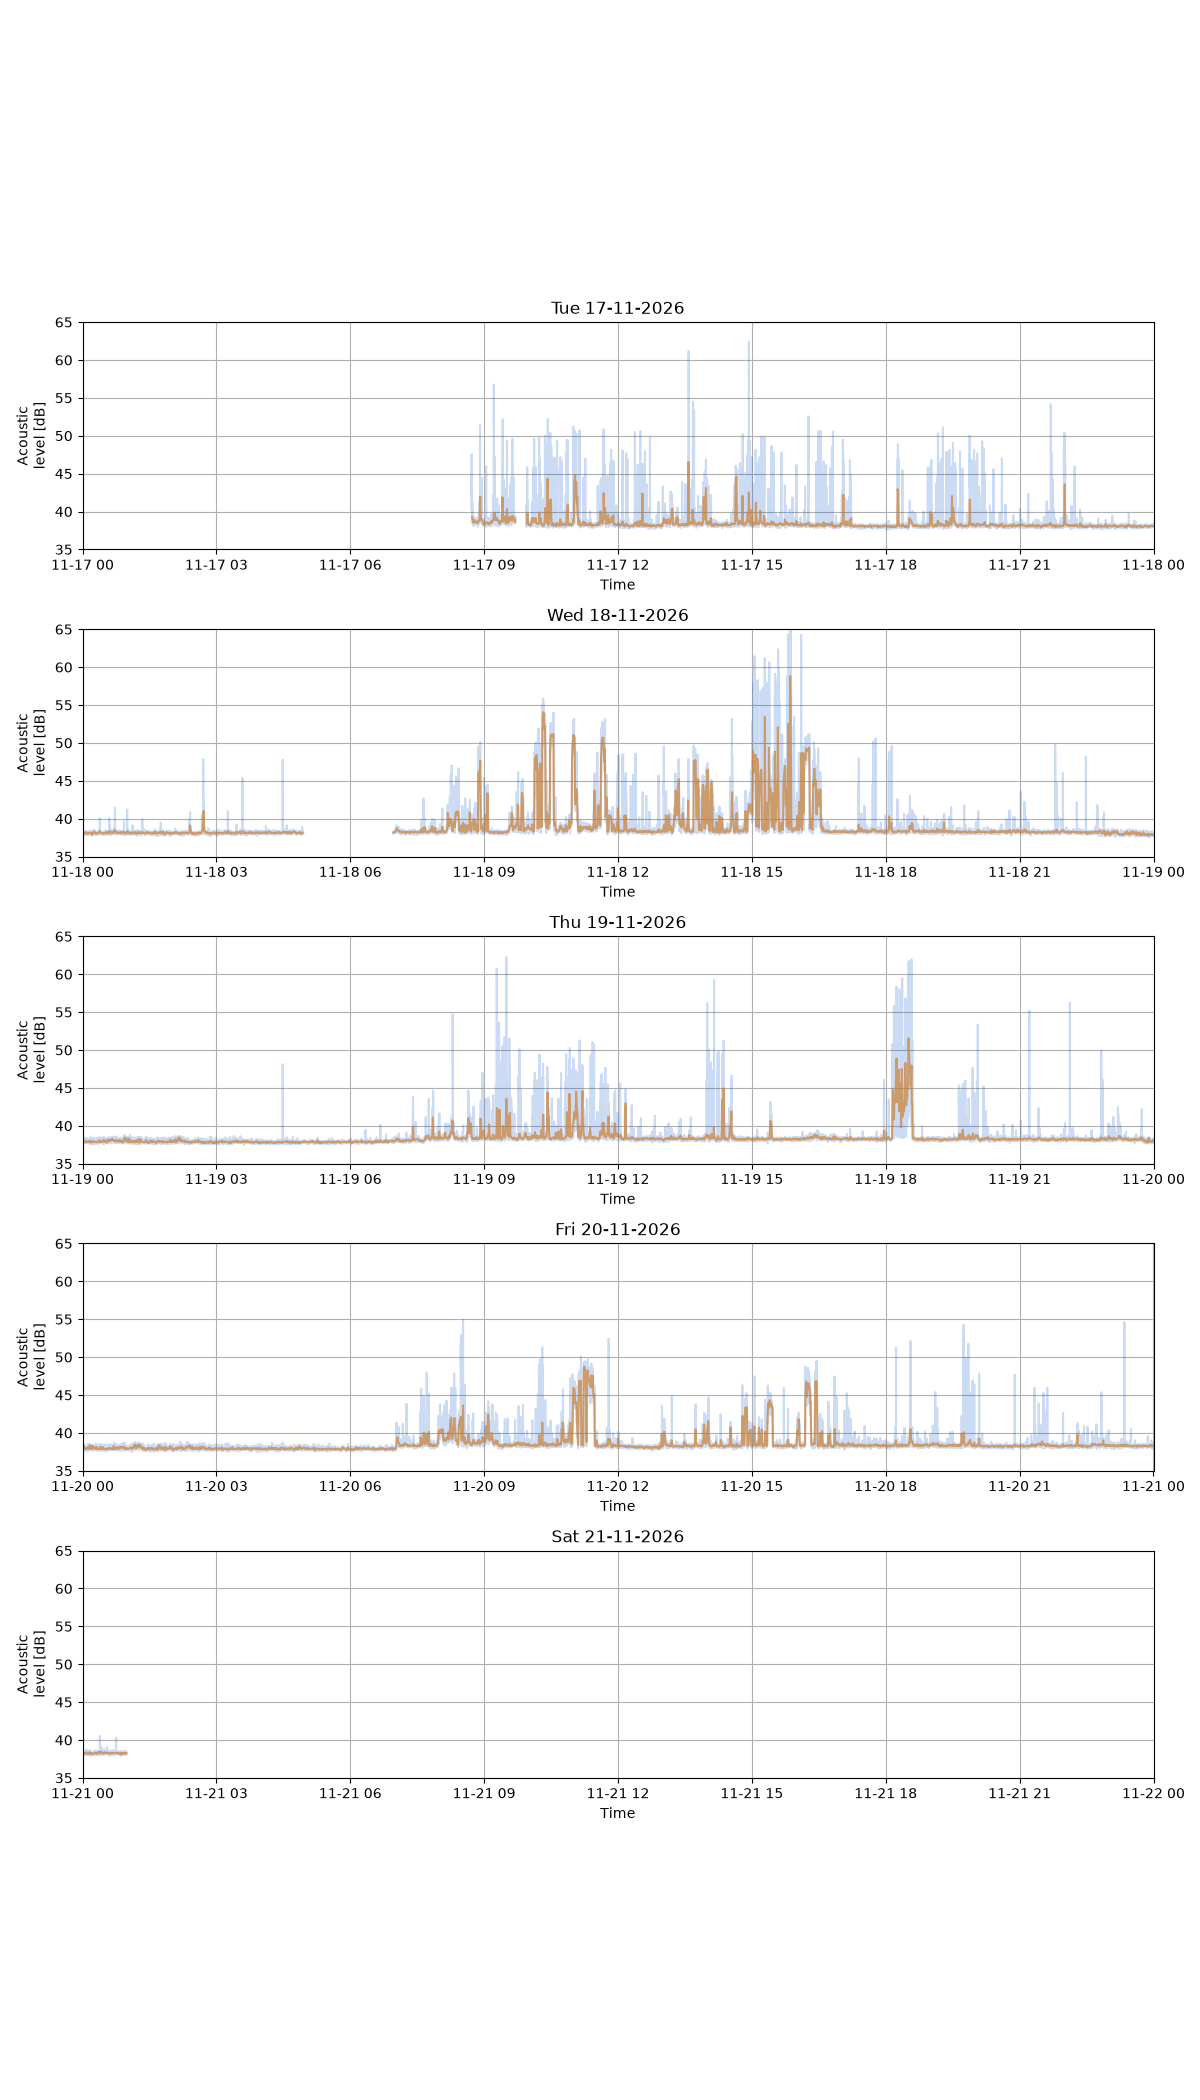 Tue 17-11-2026
65
60
55
50
45
40
35
Acoustic
level [dB]
11-17 00 11-17 03 11-17 06 11-17 09 11-17 12 11-17 15 11-17 18 11-17 21 11-18 00
Time
Wed 18-11-2026
65
60
55
50
45
40
35
Acoustic
level [dB]
11-18 00 11-18 03 11-18 06 11-18 09 11-18 12 11-18 15 11-18 18 11-18 21 11-19 00
Time
Thu 19-11-2026
65
60
55
50
45
40
35
Acoustic
level [dB]
11-19 00 11-19 03 11-19 06 11-19 09 11-19 12 11-19 15 11-19 18 11-19 21 11-20 00
Time
Fri 20-11-2026
65
60
55
50
45
40
35
Acoustic
level [dB]
11-20 00 11-20 03 11-20 06 11-20 09 11-20 12 11-20 15 11-20 18 11-20 21 11-21 00
Time
Sat 21-11-2026
65
60
55
50
45
40
35
Acoustic
level [dB]
11-21 00 11-21 03 11-21 06 11-21 09 11-21 12 11-21 15 11-21 18 11-21 21 11-22 00
Time